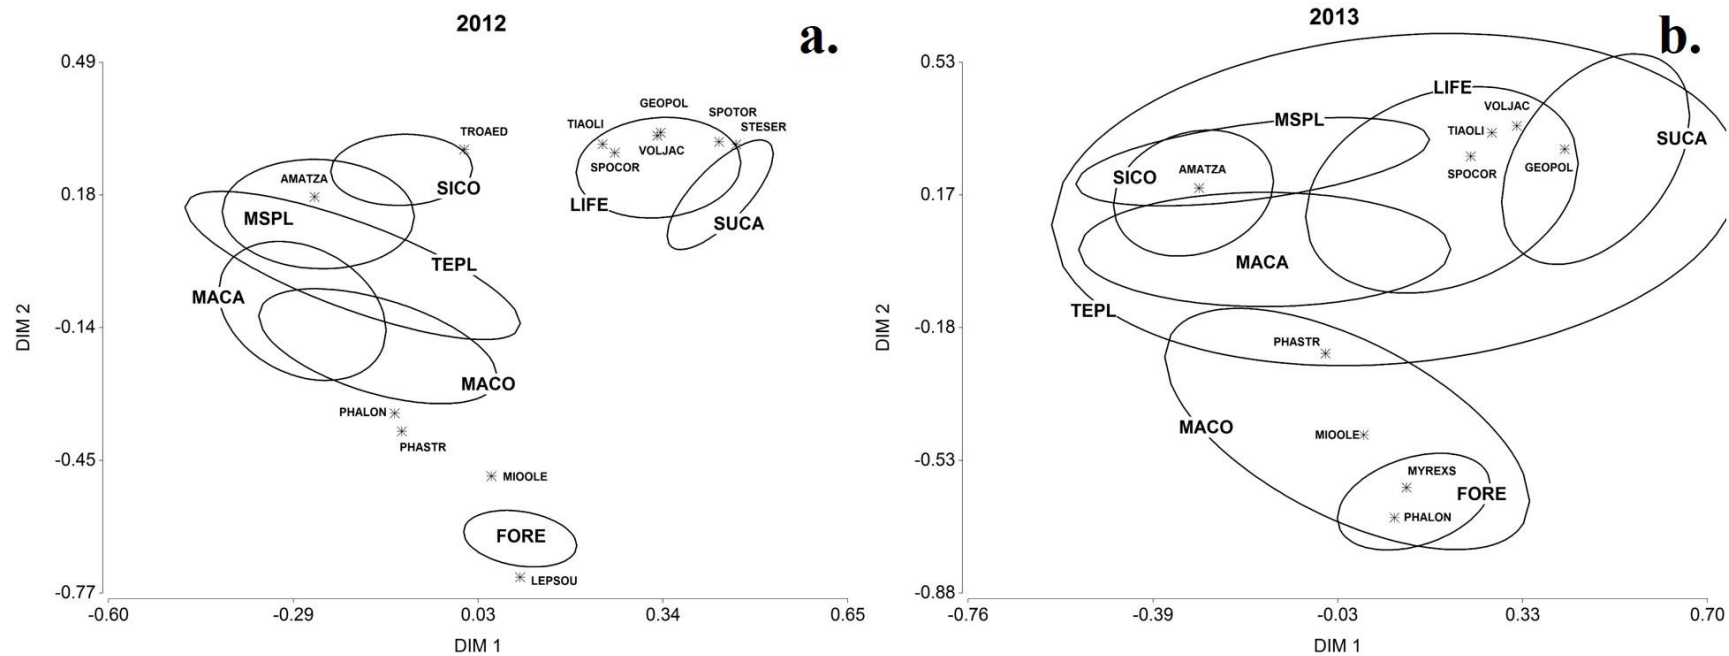 2012
a.
0.49
0.18
-0.14
-0.45
-0.77
DIM 2
TROAED
SICO
AMATZA
MSPL
TEPL
MACA
MACO
PHALON
PHASTR
MIOOLE
FORE
LEPSOU
GEOPOL
SPOTOR
TIAOLI
STESER
VOLJAC
SPOCOR
LIFE
SUCA
-0.60
-0.29
0.03
0.34
0.65
DIM 1
2013
b.
0.53
0.17
-0.18
-0.53
-0.88
DIM 2
LIFE
VOLJAC
MSPL
TIAOLI
SUCA
AMATZA
SPOCOR
GEOPOL
SICO
MACA
TEPL
PHASTR
MACO
MIOOLE
MYREXS
FORE
PHALON
-0.76
-0.39
-0.03
0.33
0.70
DIM 1